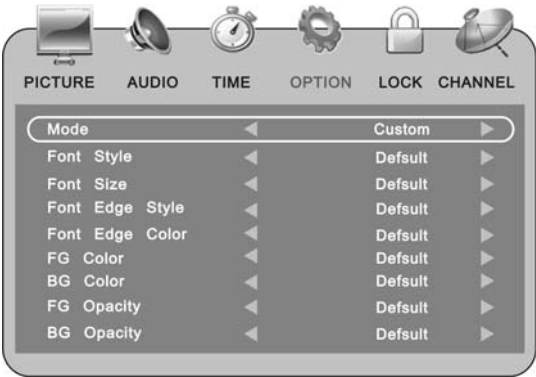 PICTURE AUDIO TIME OPTION LOCK CHANNEL
Mode Custom
Font Style Defsult
Font Size Defsult
Font Edge Style Defsult
Font Edge Color Defsult
FG Color Defsult
BG Color Defsult
FG Opacity Defsult
BG Opacity Defsult